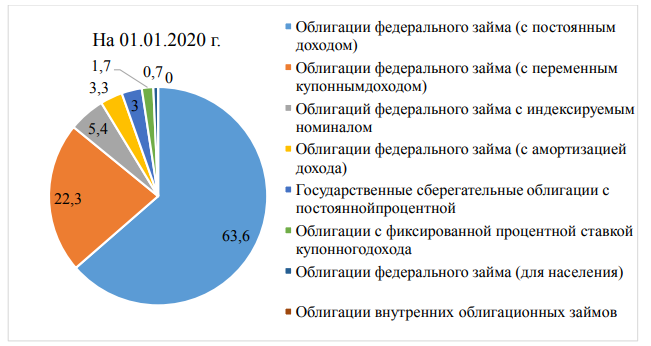 На 01.01.2020 г.
1,7
0,7
0
3,3
3
5,4
22,3
63,6
Облигации федерального займа (с постоянным
доходом)
Облигации федерального займа (с переменным
купоннымдоходом)
Облигаций федерального займа с индексируемым
номиналом
Облигации федерального займа (с амортизацией
дохода)
Государственные сберегательные облигации с
постояннойпроцентной
Облигации с фиксированной процентной ставкой
купонногодохода
Облигации федерального займа (для населения)
Облигации внутренних облигационных займов